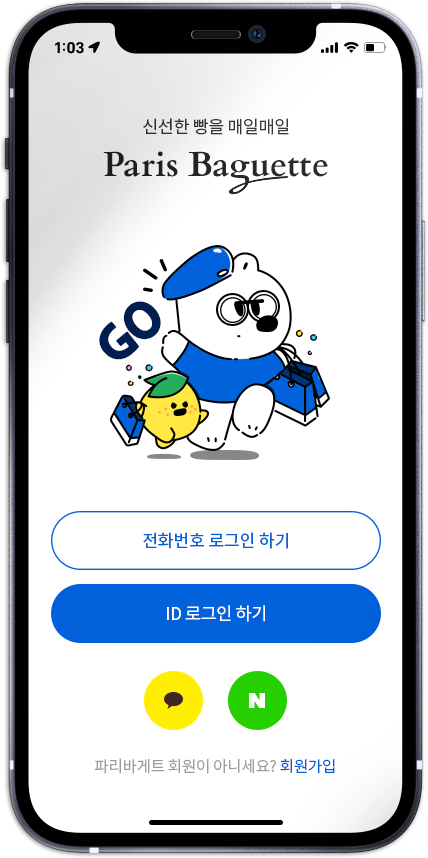 1:03
신선한 빵을 매일매일
Paris Baguette
GO
전화번호 로그인 하기
ID 로그인 하기
N
파리바게트 회원이 아니세요? 회원가입